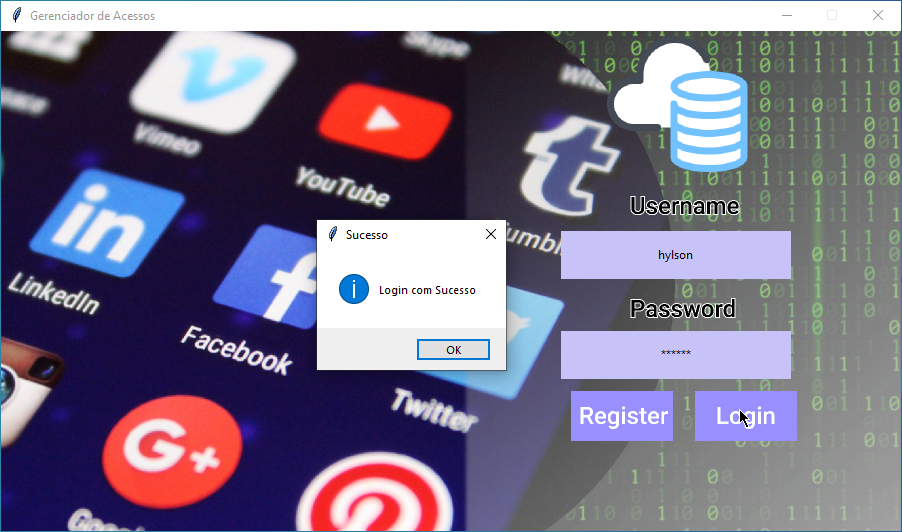 Gerenciador de Acessos
Skype
Vimeo
YouTube
LinkedIn
Facebook
Twitter
Username
hylson
Password
******
Register
Login
Sucesso
Login com Sucesso
OK